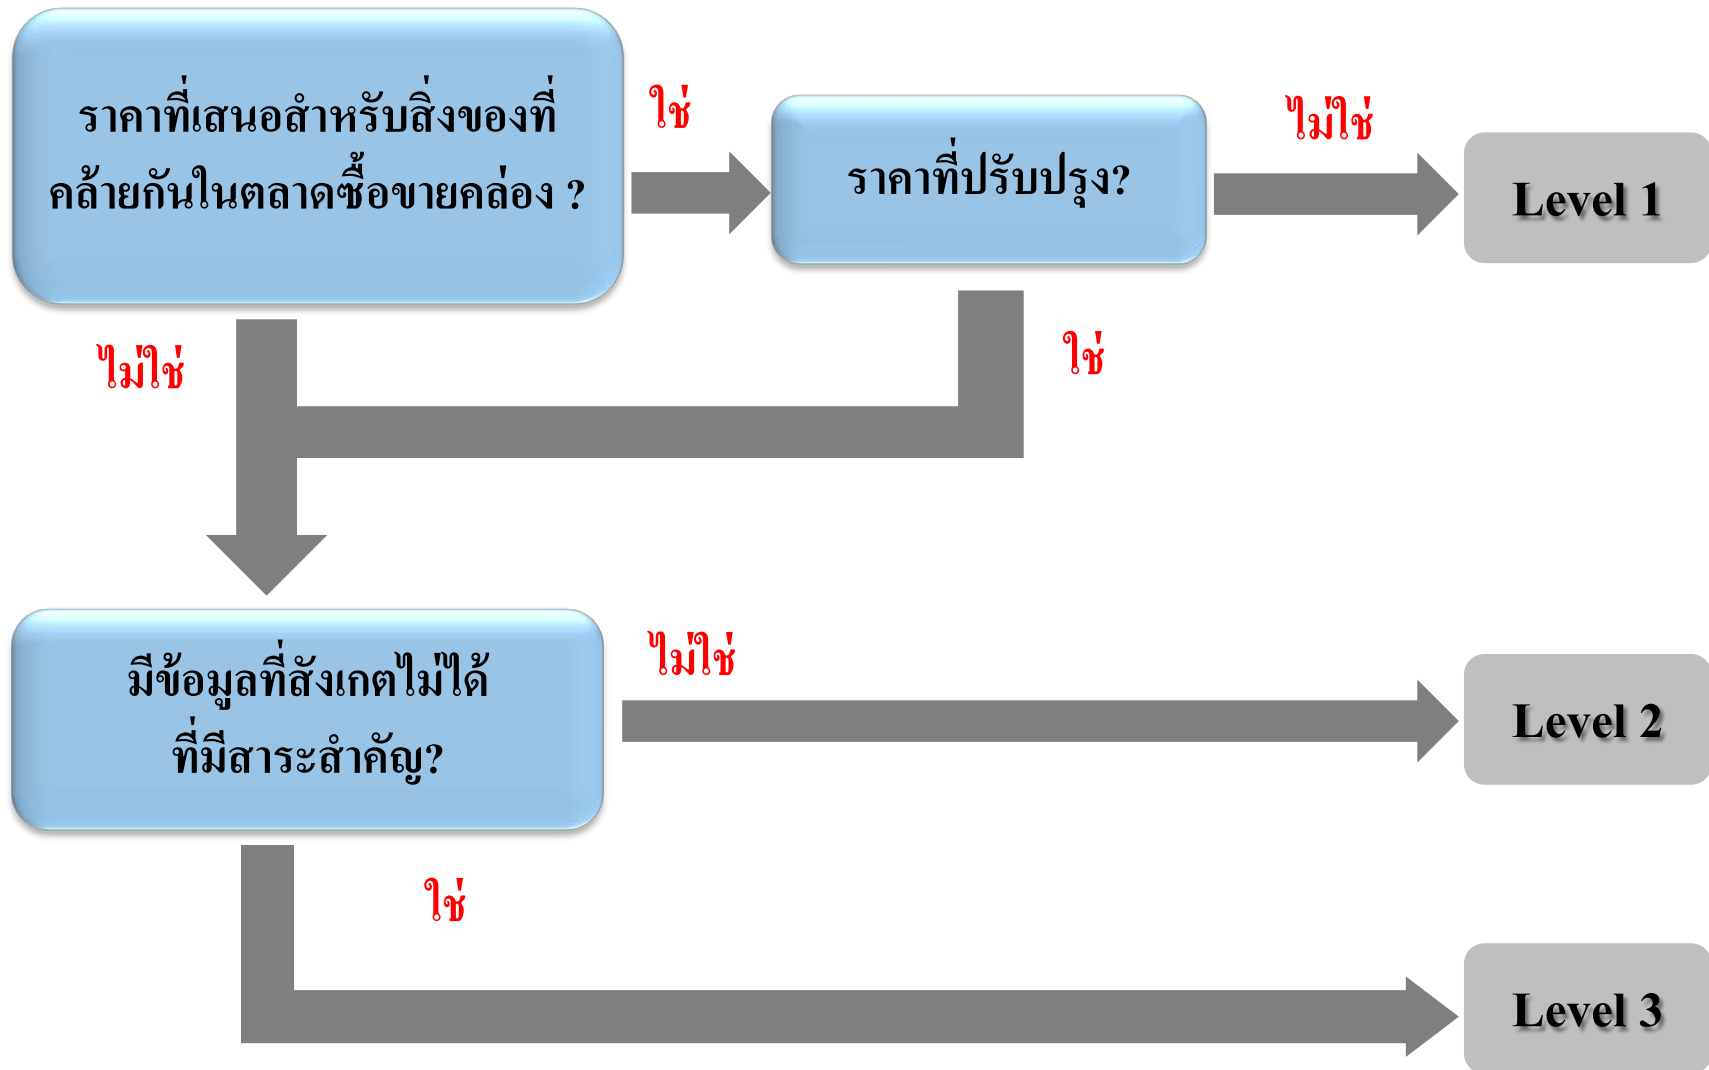 ราคาที่เสนอสำหรับสิ่งของที่
คล้ายกันในตลาดซื้อขายคล่อง ?
ใช่
ราคาที่ปรับปรุง?
ไม่ใช่
Level 1
ไม่ใช่
ใช่
มีข้อมูลที่สังเกตไม่ได้
ที่มีสาระสำคัญ?
ไม่ใช่
Level 2
ใช่
Level 3